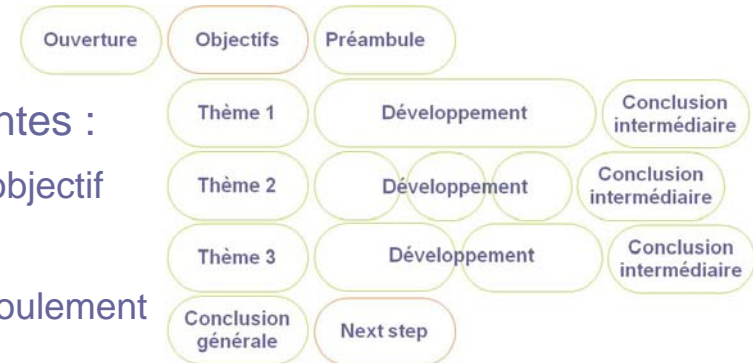 Ouverture Objectifs Préambule
Thème 1 Développement Conclusion intermédiaire
ntes :
objectif
Thème 2 Développement Conclusion intermédiaire
Thème 3 Développement Conclusion intermédiaire
oulement
Conclusion générale Next step